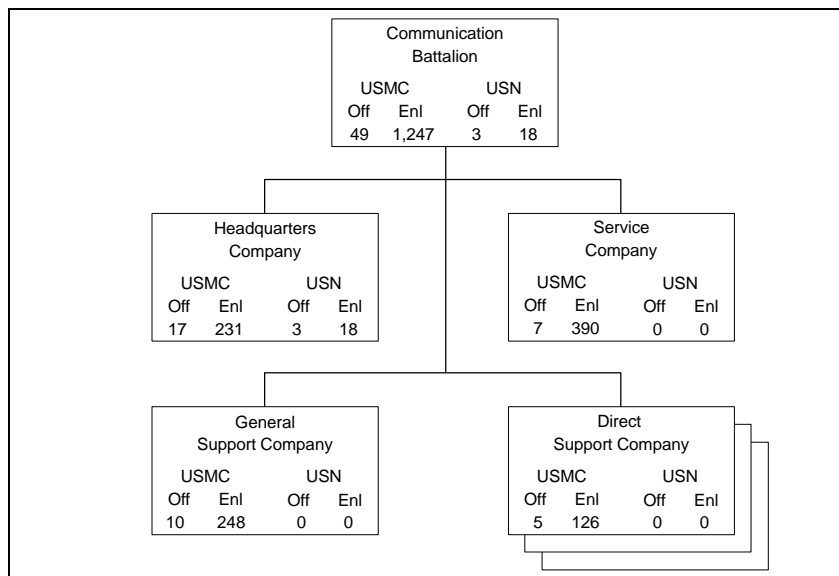 Communication
Battalion
USMC USN
Off Enl Off Enl
49 1,247 3 18
Headquarters
Company
USMC USN
Off Enl Off Enl
17 231 3 18
Service
Company
USMC USN
Off Enl Off Enl
7 390 0 0
General
Support Company
USMC USN
Off Enl Off Enl
10 248 0 0
Direct
Support Company
USMC USN
Off Enl Off Enl
5 126 0 0